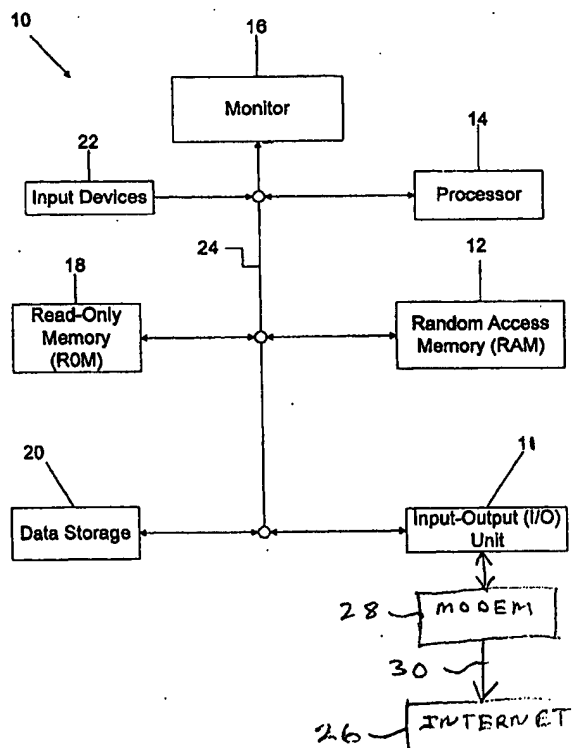 10
16
Monitor
22
Input Devices
14
Processor
24
18
Read-Only
Memory
(R0M)
12
Random Access
Memory (RAM)
20
Data Storage
11
Input-Output (I/O)
Unit
28
MODEM
30
26
INTERNET